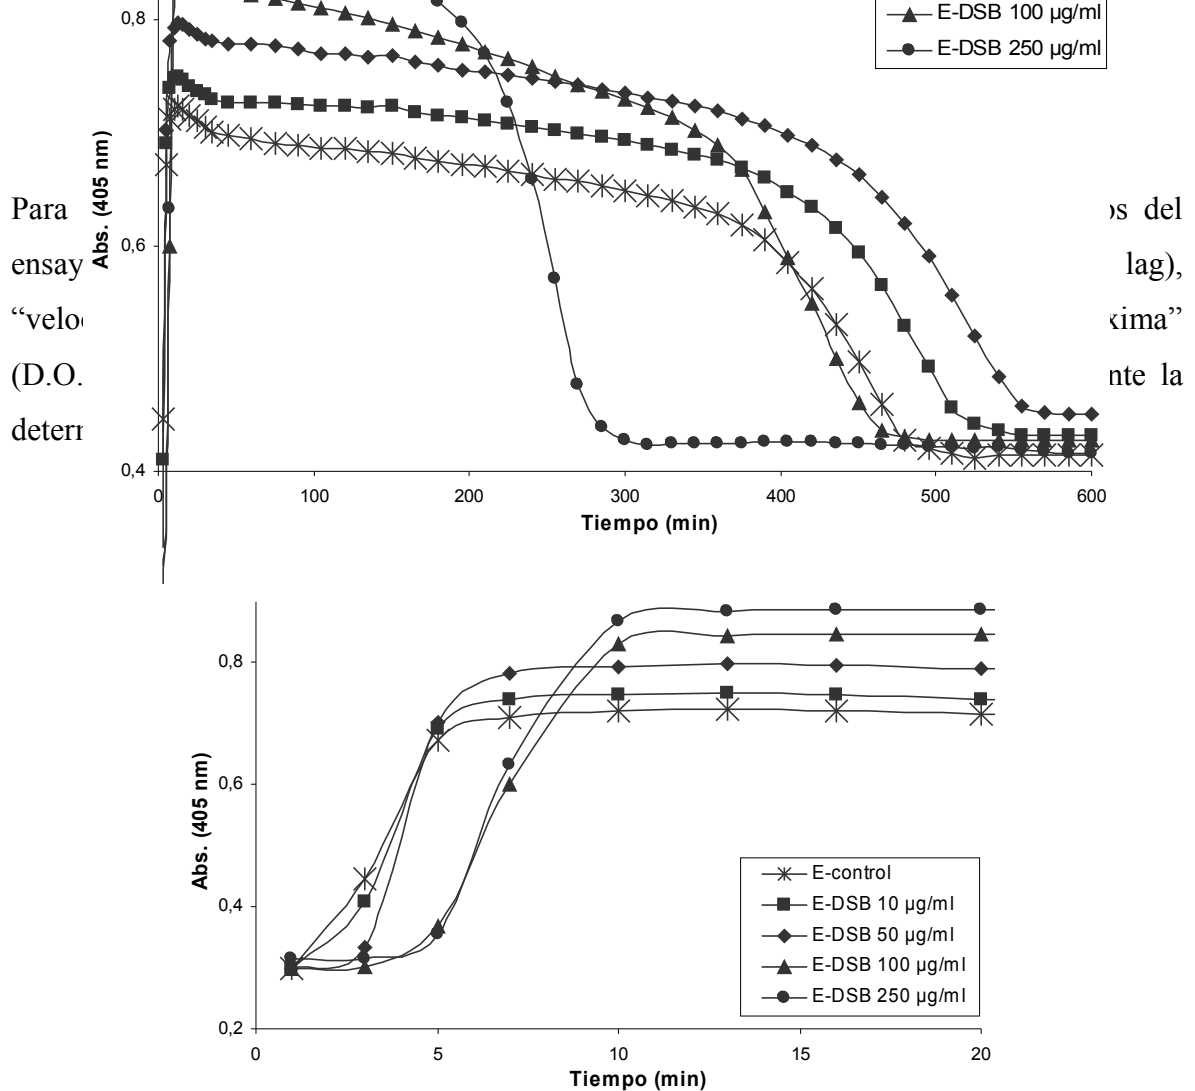 0,8
E-DSB 100 µg/ml
E-DSB 250 µg/ml
Para
os del
0,6
Abs. (405 nm)
ensay
lag),
“velo
xima”
(D.O.
nte la
0,4
0 100 200 300 400 500 600
Tiempo (min)
0,8
0,6
Abs. (405 nm)
0,4
0,2
E-control
E-DSB 10 µg/ml
E-DSB 50 µg/ml
E-DSB 100 µg/ml
E-DSB 250 µg/ml
0 5 10 15 20
Tiempo (min)